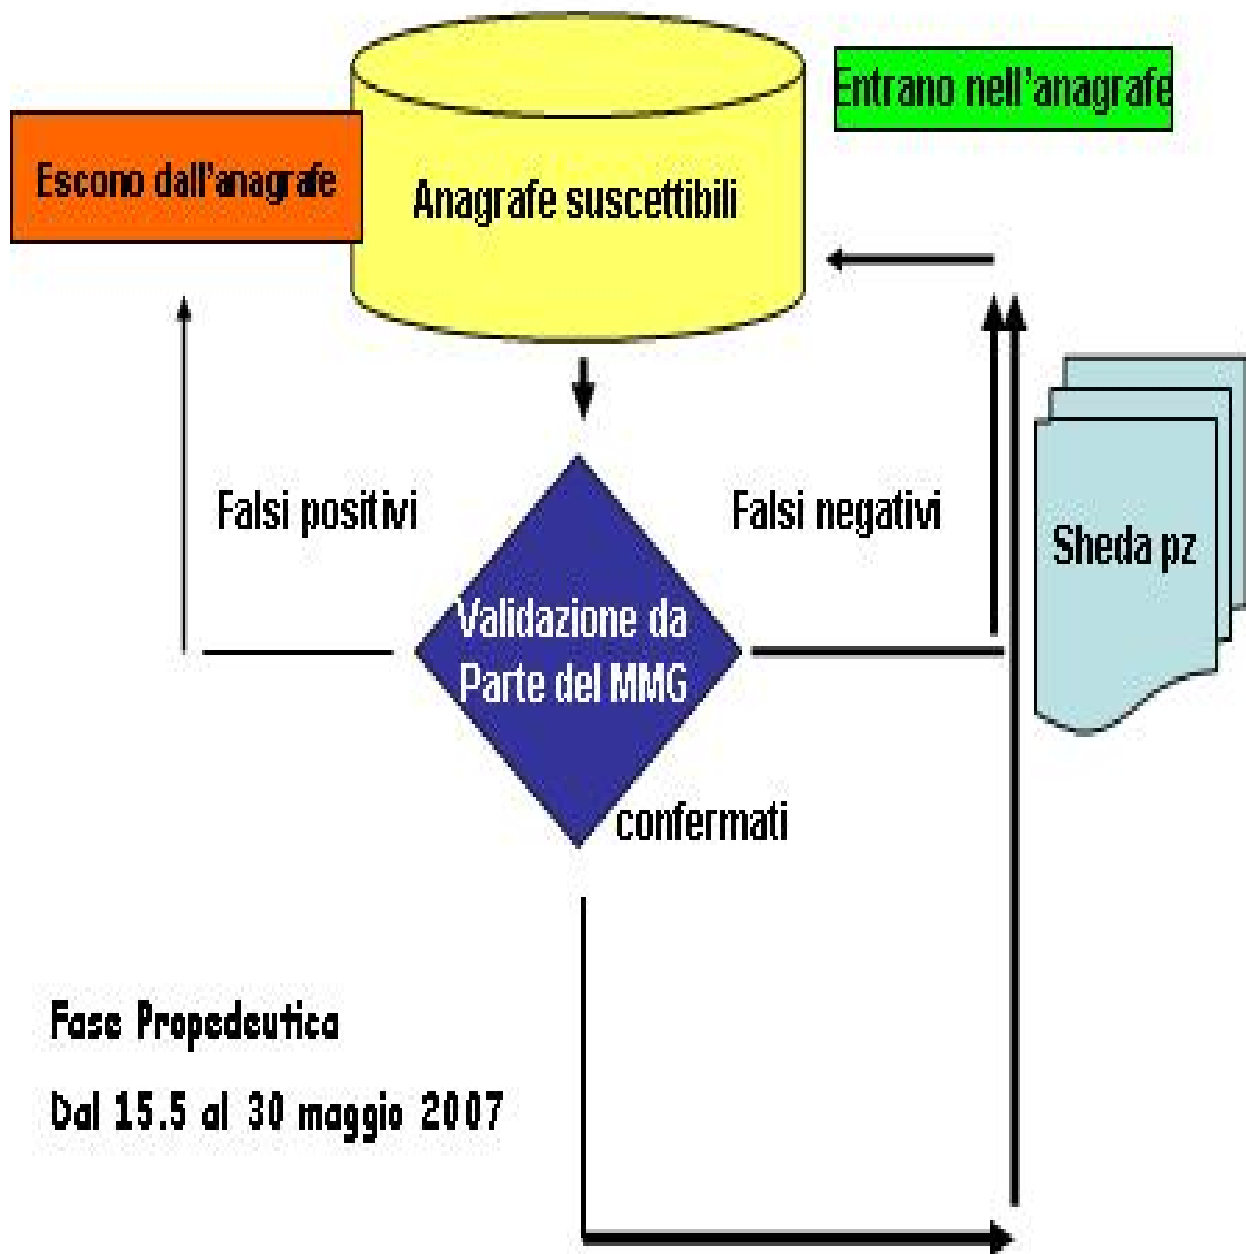 Entrano nell'anagrafe
Escono dall'anagrafe
Anagrafe suscettibili
Falsi positivi
Falsi negativi
Sheda pz
Validazione da
Parte del MMG
confermati
Fase Propedeutica
Dal 15.5 al 30 maggio 2007